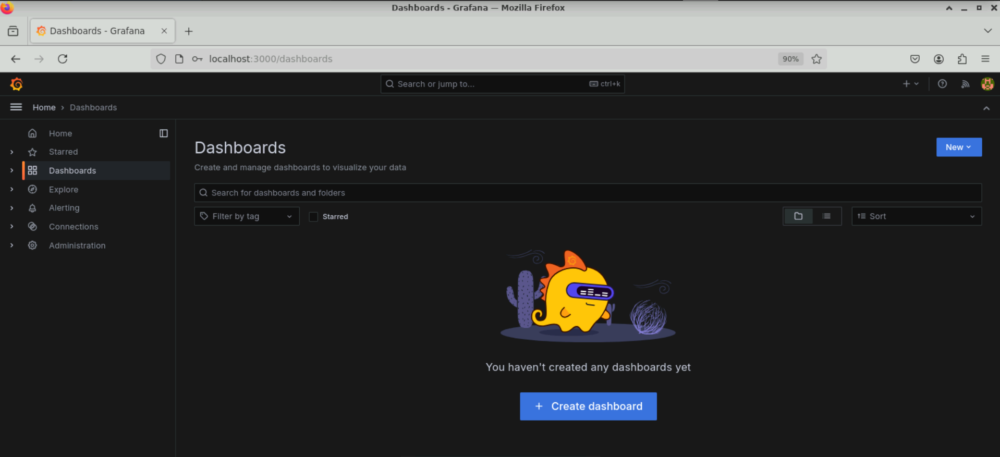 Dashboards - Grafana — Mozilla Firefox
Dashboards - Grafana
localhost:3000/dashboards
90%
Search or jump to...
ctrl+k
Home
Dashboards
Home
Starred
Dashboards
Explore
Alerting
Connections
Administration
Dashboards
New
Create and manage dashboards to visualize your data
Search for dashboards and folders
Filter by tag
Starred
Sort
You haven't created any dashboards yet
Create dashboard